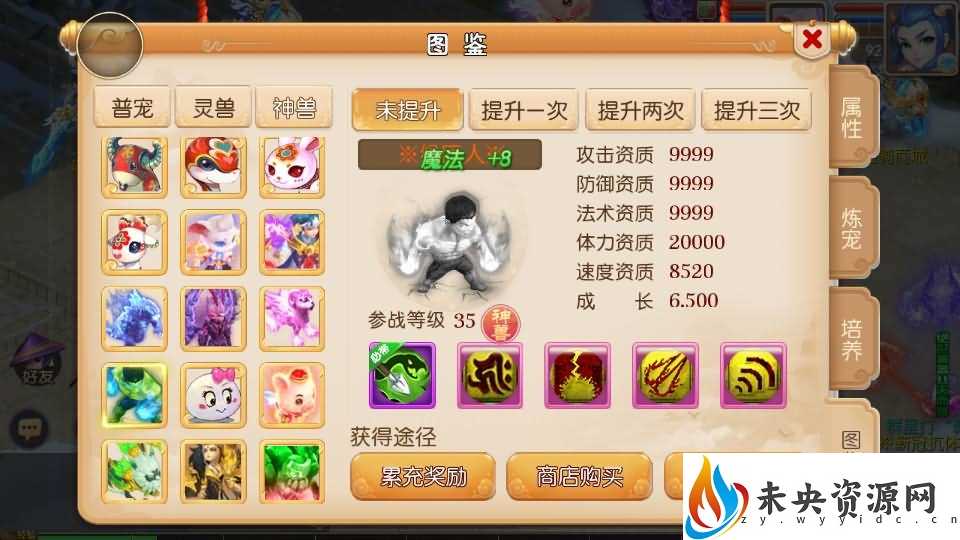 图 鉴
92
普宠 灵兽 神兽
未提升 提升一次 提升两次 提升三次
属性
炼宠
培养
魔法 +8
攻击资质 9999
防御资质 9999
法术资质 9999
体力资质 20000
速度资质 8520
成 长 6.500
参战等级 35
神兽
好友
获得途径
累充奖励 商店购买
图
未央资源网
zy.wyyidc.cn